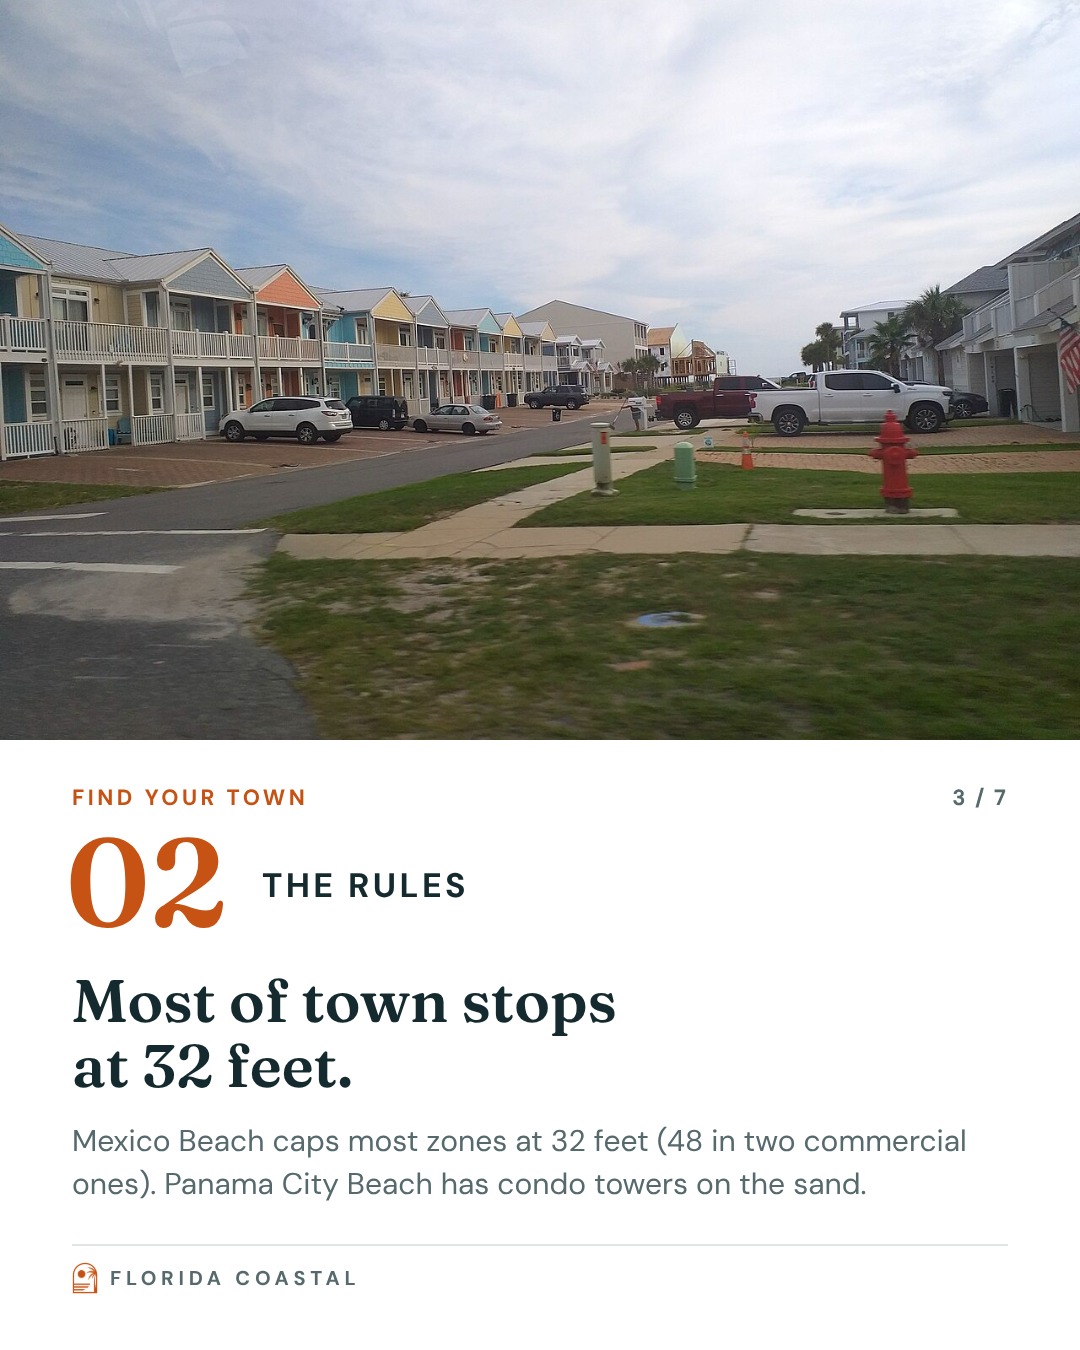 FIND YOUR TOWN
3 / 7
02 THE RULES
Most of town stops
at 32 feet.
Mexico Beach caps most zones at 32 feet (48 in two commercial
ones). Panama City Beach has condo towers on the sand.
FLORIDA COASTAL